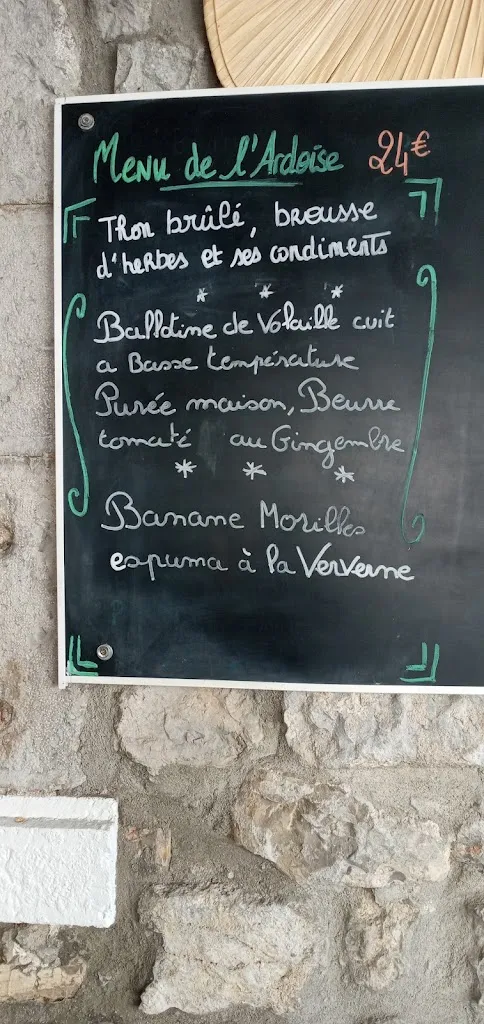 Menu de l'Ardoise 24€
Thon brûlé, brousse
d'herbes et ses condiments
* * *
Ballotine de Volaille cuit
a Basse température
Purée maison, Beurre
tomaté au Gingembre
* * *
Banane Morilles
espuma à la Ververne